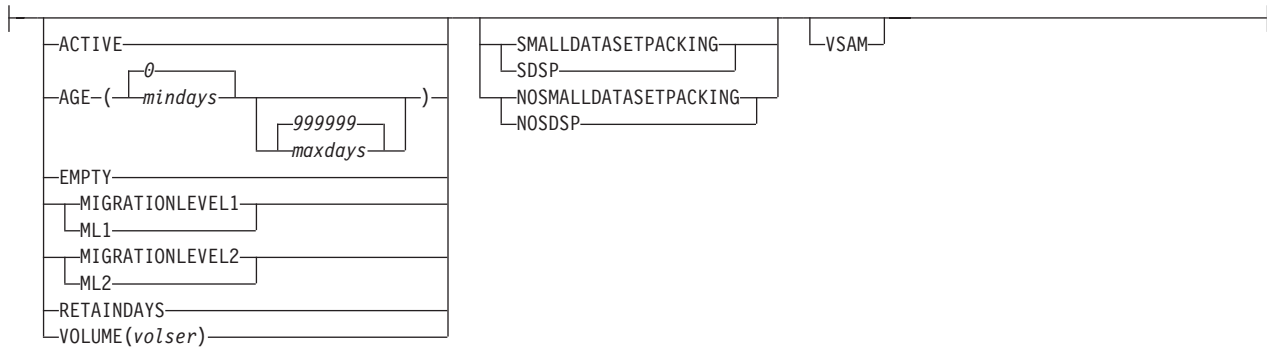 ACTIVE
AGE ( 0 mindays 999999 maxdays )
EMPTY
MIGRATIONLEVEL1
ML1
MIGRATIONLEVEL2
ML2
RETAINDAYS
VOLUME(volser)
SMALLDATASETPACKING
SDSP
NOSMALLDATASETPACKING
NOSDSP
VSAM